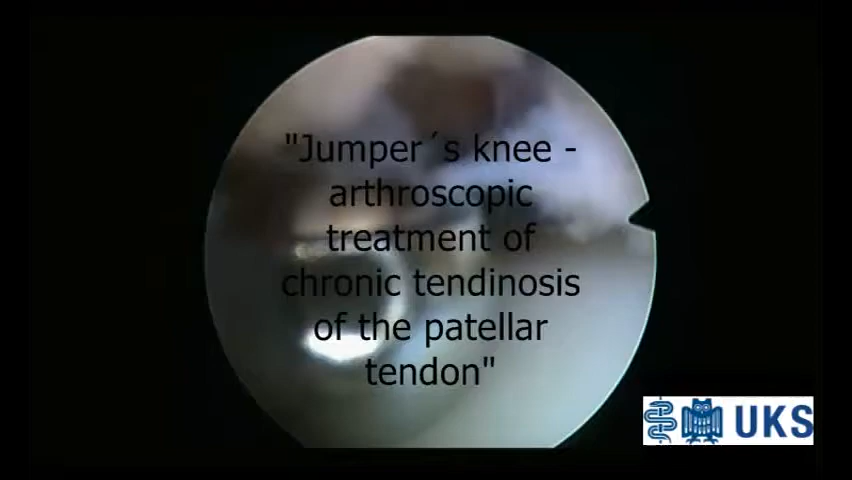 "Jumper´s knee -
arthroscopic
treatment of
chronic tendinosis
of the patellar
tendon"
UKS